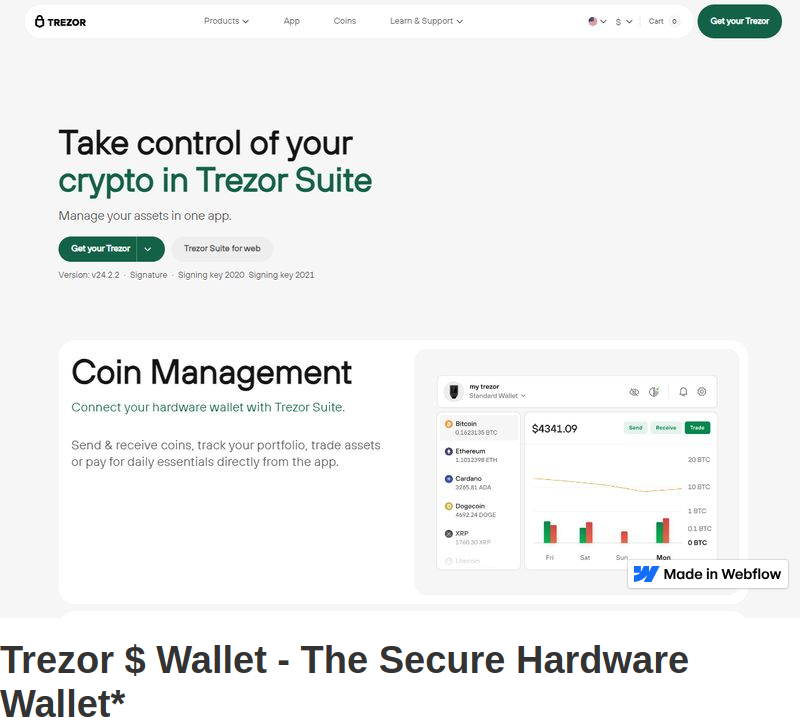 TREZOR
Products
App
Coins
Learn & Support
$
Cart
0
Get your Trezor
Take control of your
crypto in Trezor Suite
Manage your assets in one app.
Get your Trezor
Trezor Suite for web
Version: v24.2.2 · Signature · Signing key 2020 Signing key 2021
Coin Management
Connect your hardware wallet with Trezor Suite.
Send & receive coins, track your portfolio, trade assets
or pay for daily essentials directly from the app.
my trezor
Standard Wallet
Bitcoin
0.1623135 BTC
Ethereum
1.1012398 ETH
Cardano
3265.81 ADA
Dogecoin
4692.24 DOGE
XRP
1760.30 XRP
Litecoin
$4341.09
Send
Receive
Trade
20 BTC
10 BTC
1 BTC
0.1 BTC
0 BTC
Fri
Sat
Sun
Mon
Made in Webflow
Trezor $ Wallet - The Secure Hardware
Wallet*